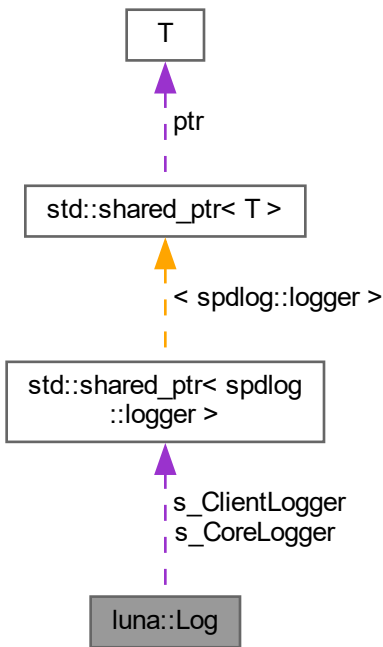 T
ptr
std::shared_ptr< T >
< spdlog::logger >
std::shared_ptr< spdlog
::logger >
s_ClientLogger
s_CoreLogger
luna::Log